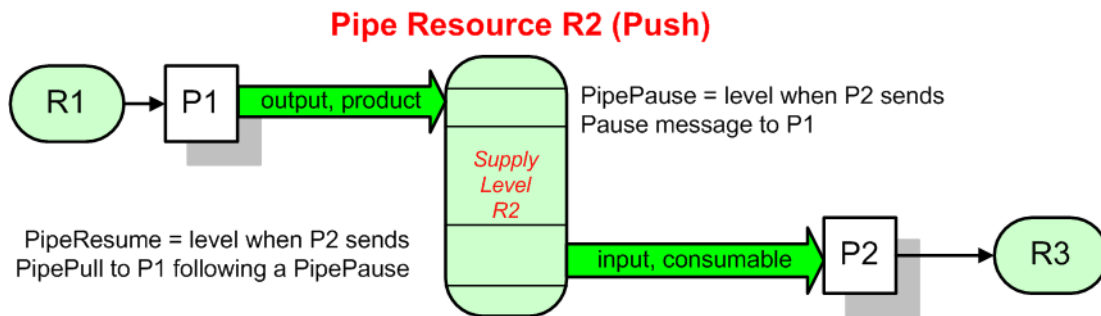 Pipe Resource R2 (Push)
R1
P1
output, product
PipePause = level when P2 sends
Pause message to P1
Supply
Level
R2
PipeResume = level when P2 sends
PipePull to P1 following a PipePause
input, consumable
P2
R3